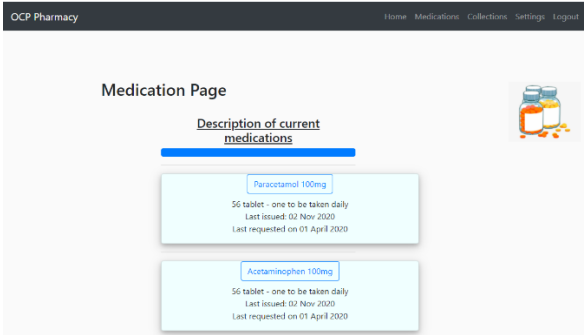 OCP Pharmacy
Home Medications Collections Settings Logout
Medication Page
Description of current
medications
Paracetamol 100mg
56 tablet - one to be taken daily
Last issued: 02 Nov 2020
Last requested on 01 April 2020
Acetaminophen 100mg
56 tablet - one to be taken daily
Last issued: 02 Nov 2020
Last requested on 01 April 2020